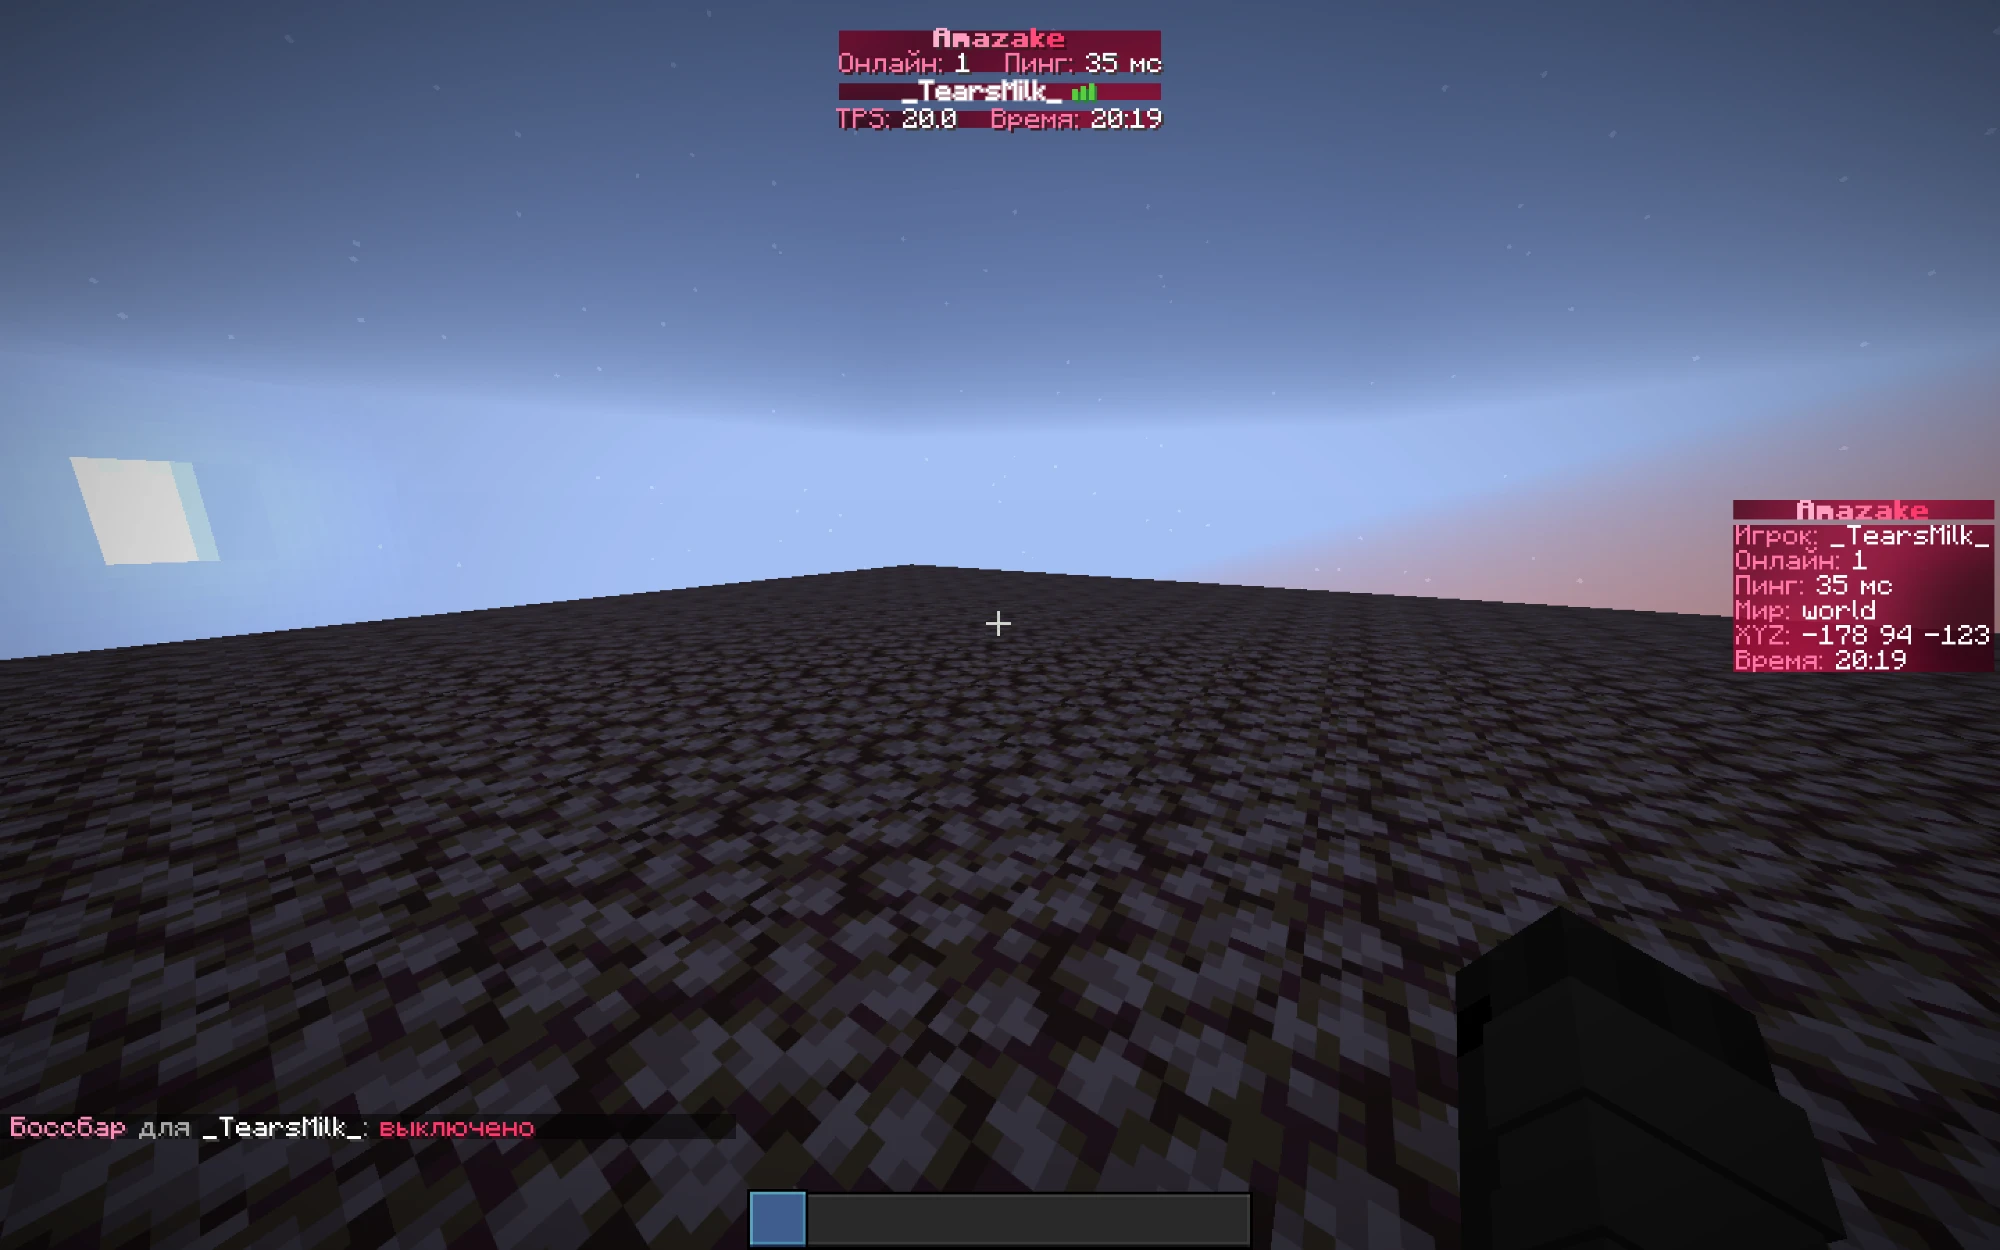 Amazake
Онлайн: 1 Пинг: 35 мс
_TearsMilk_
TPS: 20.0 Время: 20:19
Amazake
Игрок: _TearsMilk_
Онлайн: 1
Пинг: 35 мс
Мир: world
XYZ: -178 94 -123
Время: 20:19
Боссбар для _TearsMilk_: выключено